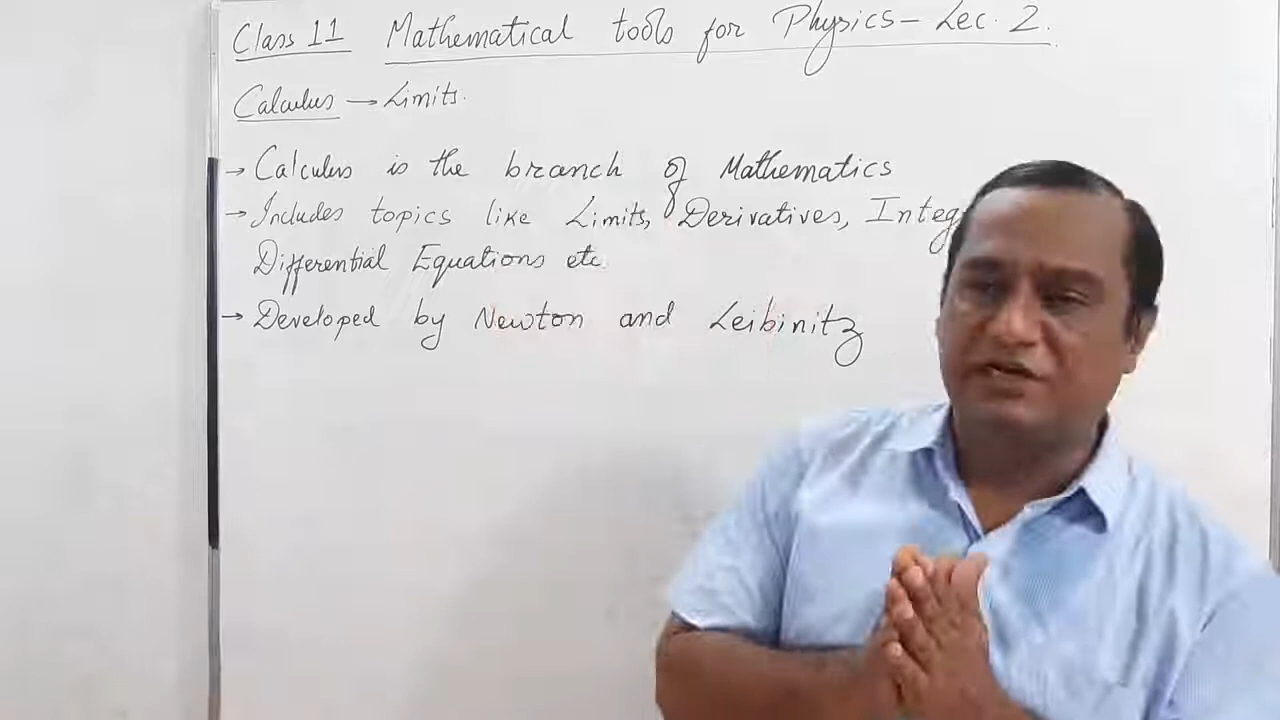 Class 11 Mathematical tools for Physics - Lec. 2.
Calculus → Limits.
→ Calculus is the branch of Mathematics
→ Includes topics like Limits, Derivatives, Integ
Differential Equations etc.
→ Developed by Newton and Leibinitz